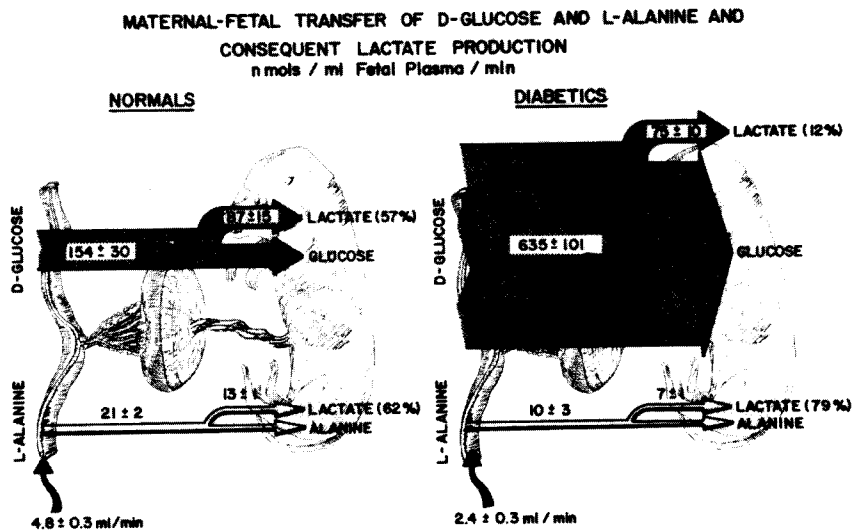 MATERNAL-FETAL TRANSFER OF D-GLUCOSE AND L-ALANINE AND
CONSEQUENT LACTATE PRODUCTION
n mols / ml Fetal Plasma / min
NORMALS
D-GLUCOSE
154 ± 30
87±15
LACTATE (57%)
GLUCOSE
L-ALANINE
21 ± 2
13 ± 1
LACTATE (62%)
ALANINE
4.8 ± 0.3 ml/min
DIABETICS
D-GLUCOSE
635 ± 101
75 ± 10
LACTATE (12%)
GLUCOSE
L-ALANINE
10 ± 3
7 ± 1
LACTATE (79%)
ALANINE
2.4 ± 0.3 ml/min